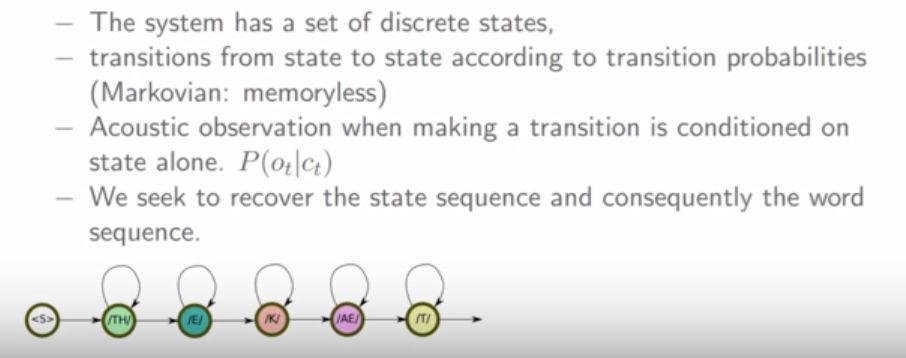 – The system has a set of discrete states,
– transitions from state to state according to transition probabilities
(Markovian: memoryless)
– Acoustic observation when making a transition is conditioned on
state alone. P(o_t|c_t)
– We seek to recover the state sequence and consequently the word
sequence.
<S> /TH/ /E/ /K/ /AE/ /T/